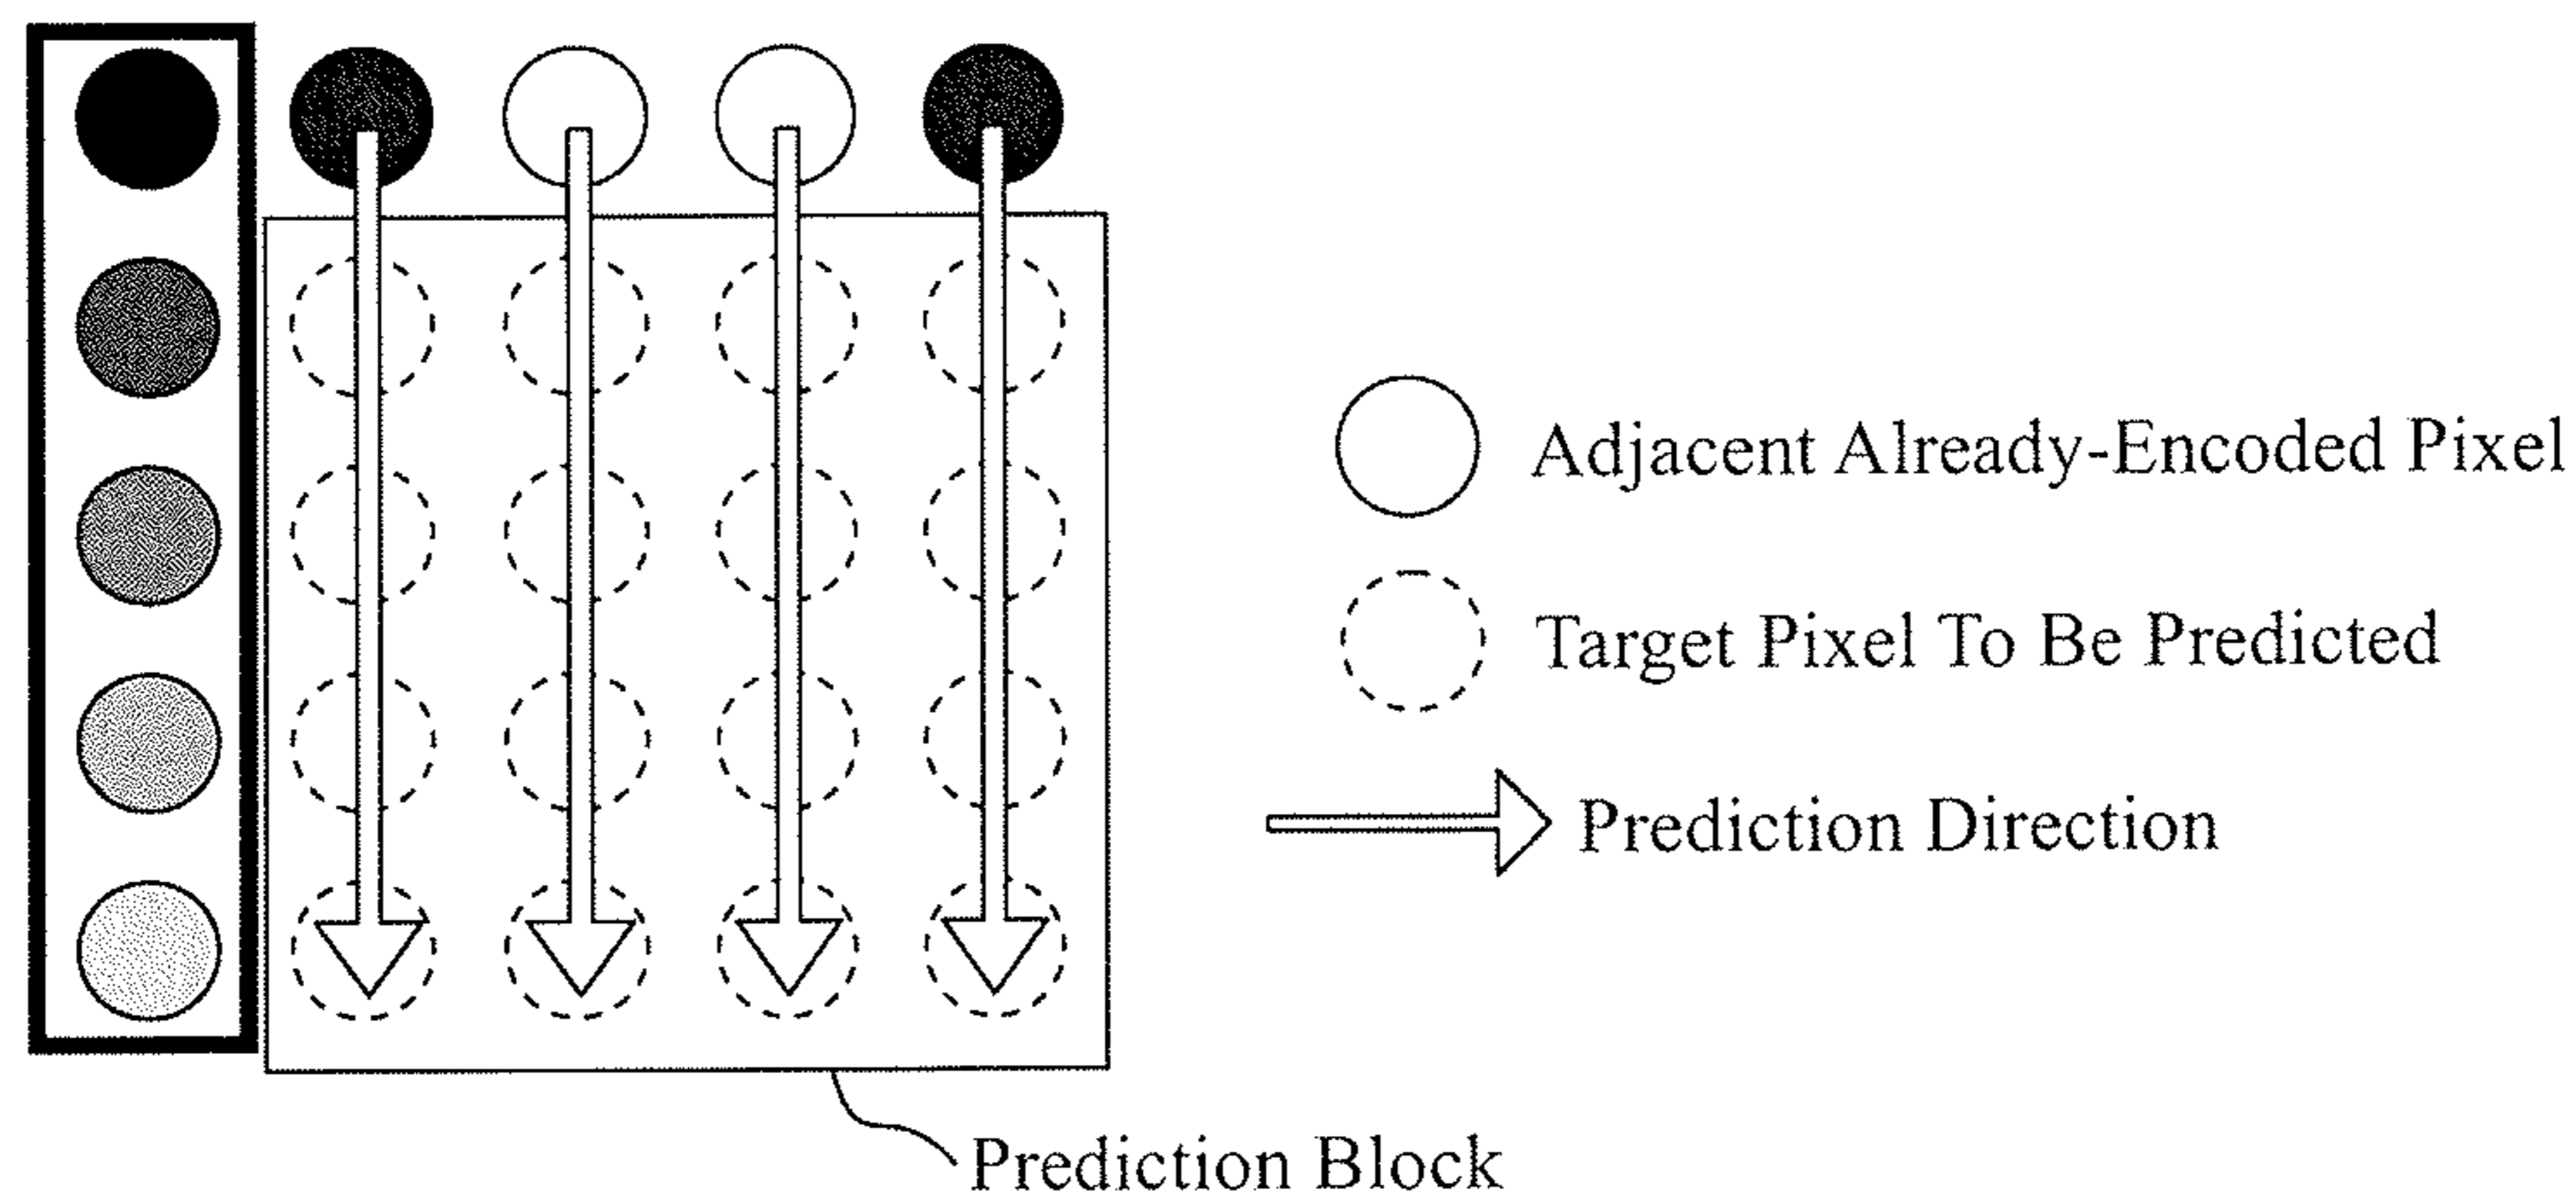 Adjacent Already-Encoded Pixel
Target Pixel To Be Predicted
Prediction Direction
Prediction Block